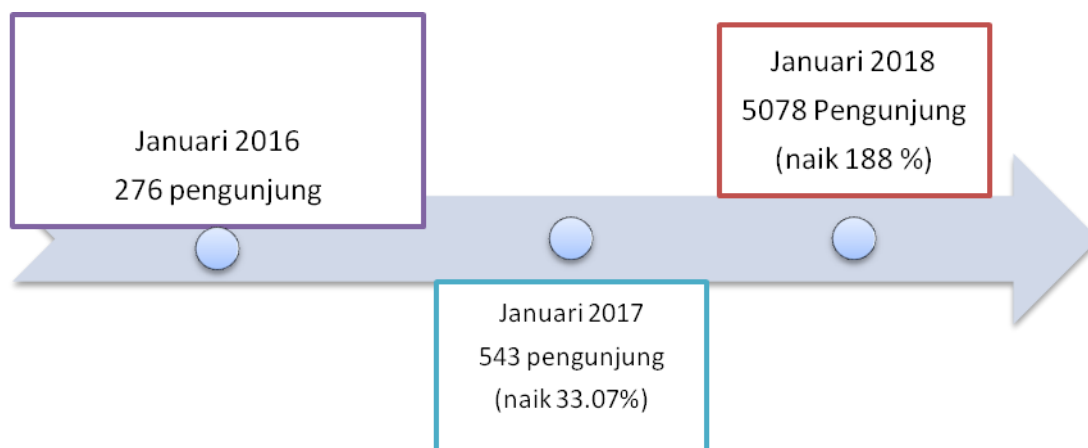 Januari 2016
276 pengunjung
Januari 2017
543 pengunjung
(naik 33.07%)
Januari 2018
5078 Pengunjung
(naik 188 %)